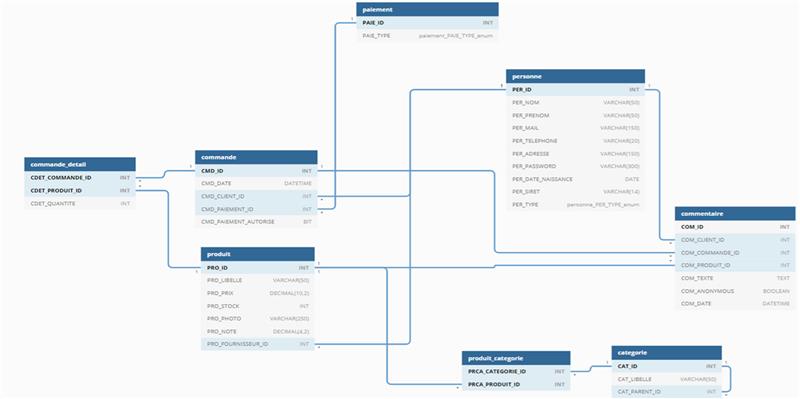 paiement
PAIE_ID INT
PAIE_TYPE paiement_PAIE_TYPE_enum
personne
PER_ID INT
PER_NOM VARCHAR(50)
PER_PRENOM VARCHAR(50)
PER_MAIL VARCHAR(150)
PER_TELEPHONE VARCHAR(20)
PER_ADRESSE VARCHAR(150)
PER_PASSWORD VARCHAR(300)
PER_DATE_NAISSANCE DATE
PER_SIRET VARCHAR(14)
PER_TYPE personne_PER_TYPE_enum
commande_detail
CDET_COMMANDE_ID INT
CDET_PRODUIT_ID INT
CDET_QUANTITE INT
commande
CMD_ID INT
CMD_DATE DATETIME
CMD_CLIENT_ID INT
CMD_PAIEMENT_ID INT
CMD_PAIEMENT_AUTORISE BIT
commentaire
COM_ID INT
COM_CLIENT_ID INT
COM_COMMANDE_ID INT
COM_PRODUIT_ID INT
COM_TEXTE TEXT
COM_ANONYMOUS BOOLEAN
COM_DATE DATETIME
produit
PRO_ID INT
PRO_LIBELLE VARCHAR(50)
PRO_PRIX DECIMAL(10,2)
PRO_STOCK INT
PRO_PHOTO VARCHAR(250)
PRO_NOTE DECIMAL(4,2)
PRO_FOURNISSEUR_ID INT
produit_categorie
PRCA_CATEGORIE_ID INT
PRCA_PRODUIT_ID INT
categorie
CAT_ID INT
CAT_LIBELLE VARCHAR(50)
CAT_PARENT_ID INT